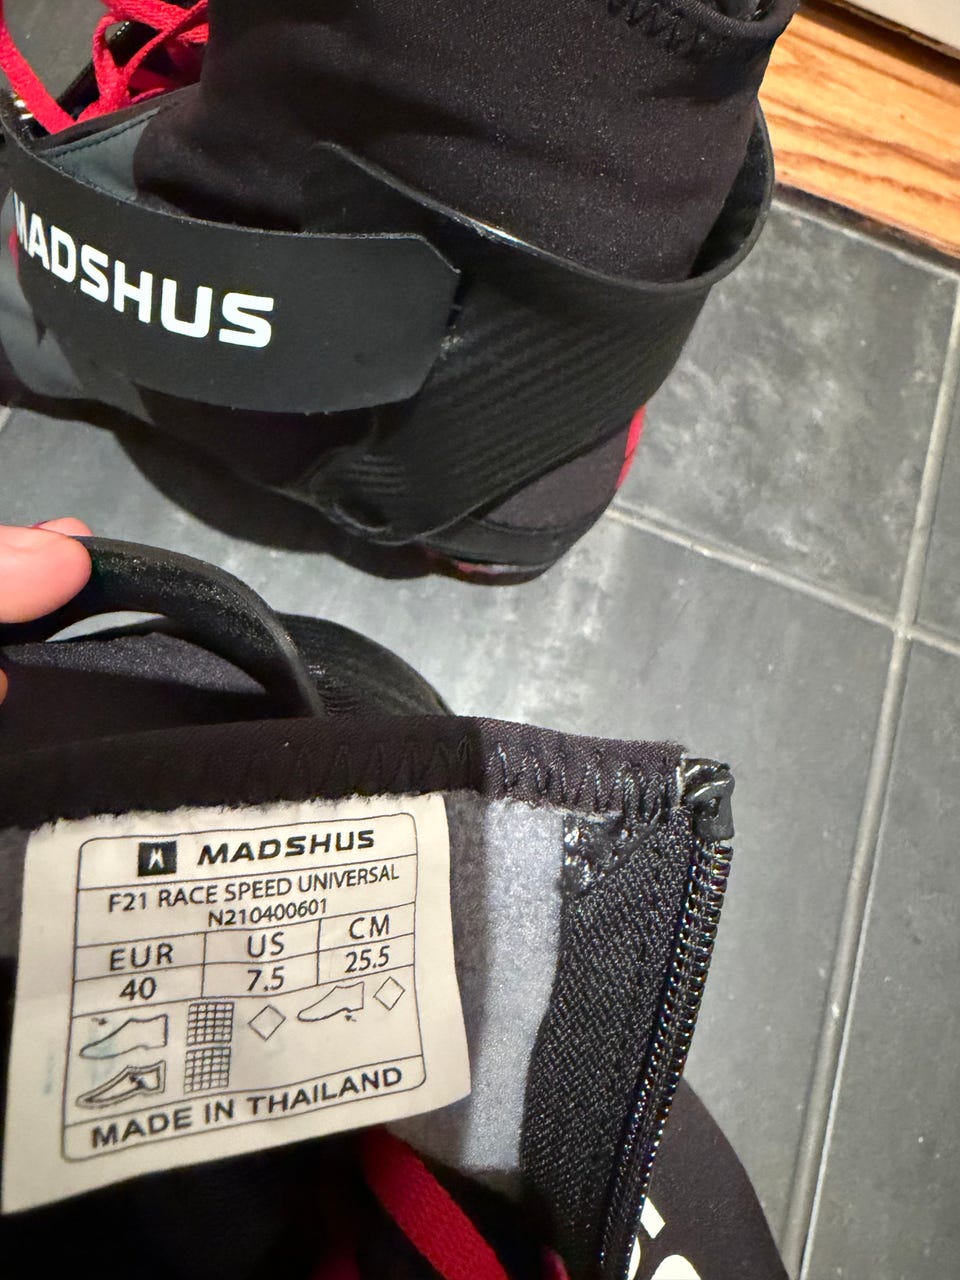 MADSHUS
MADSHUS
F21 RACE SPEED UNIVERSAL
N210400601
EUR US CM
40 7.5 25.5
MADE IN THAILAND